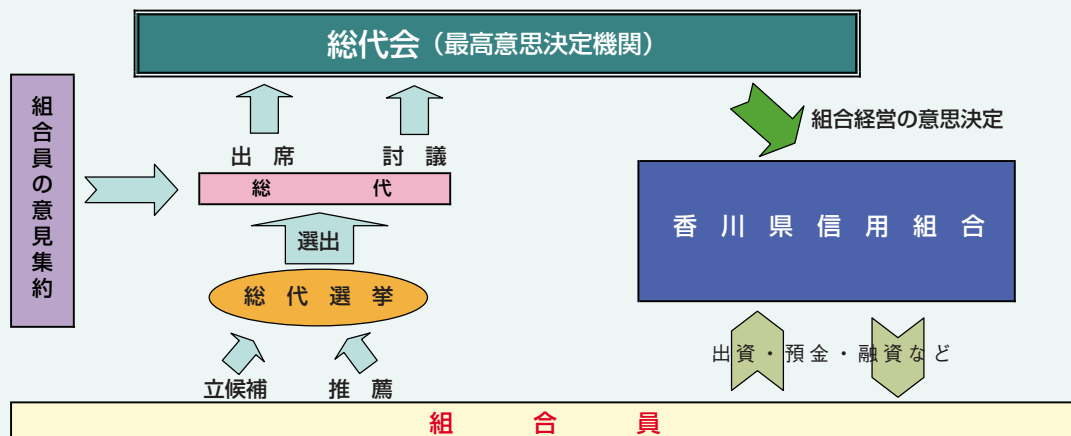 総代会（最高意思決定機関）
組合員の意見集約
組合経営の意思決定
出 席
討 議
総 代
香 川 県 信 用 組 合
選出
総 代 選 挙
出 資 ・ 預 金 ・ 融 資 な ど
立候補
推 薦
組 合 員